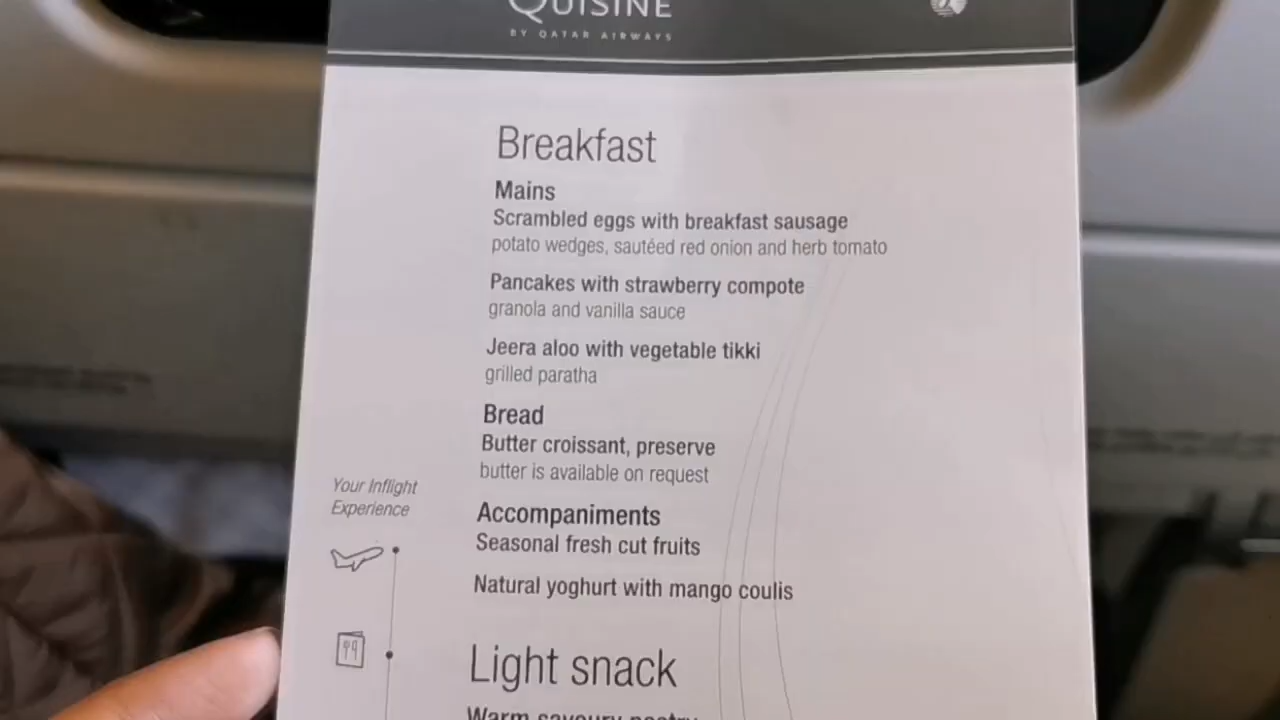 QUISINE
BY QATAR AIRWAYS
Breakfast
Mains
Scrambled eggs with breakfast sausage
potato wedges, sautéed red onion and herb tomato
Pancakes with strawberry compote
granola and vanilla sauce
Jeera aloo with vegetable tikki
grilled paratha
Bread
Butter croissant, preserve
butter is available on request
Your Inflight
Experience
Accompaniments
Seasonal fresh cut fruits
Natural yoghurt with mango coulis
Light snack
Warm savoury pastry